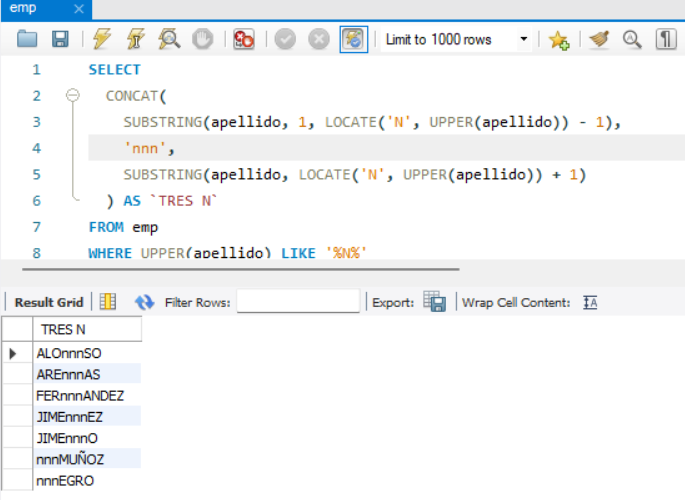 emp
Limit to 1000 rows
1 SELECT
2 CONCAT(
3 SUBSTRING(apellido, 1, LOCATE('N', UPPER(apellido)) - 1),
4 'nnn',
5 SUBSTRING(apellido, LOCATE('N', UPPER(apellido)) + 1)
6 ) AS `TRES N`
7 FROM emp
8 WHERE UPPER(apellido) LIKE '%N%'
Result Grid Filter Rows: Export: Wrap Cell Content: IA
TRES N
ALOnnnSO
AREnnnAS
FERnnnANDEZ
JIMEnnnEZ
JIMEnnnO
nnnMUÑOZ
nnnEGRO